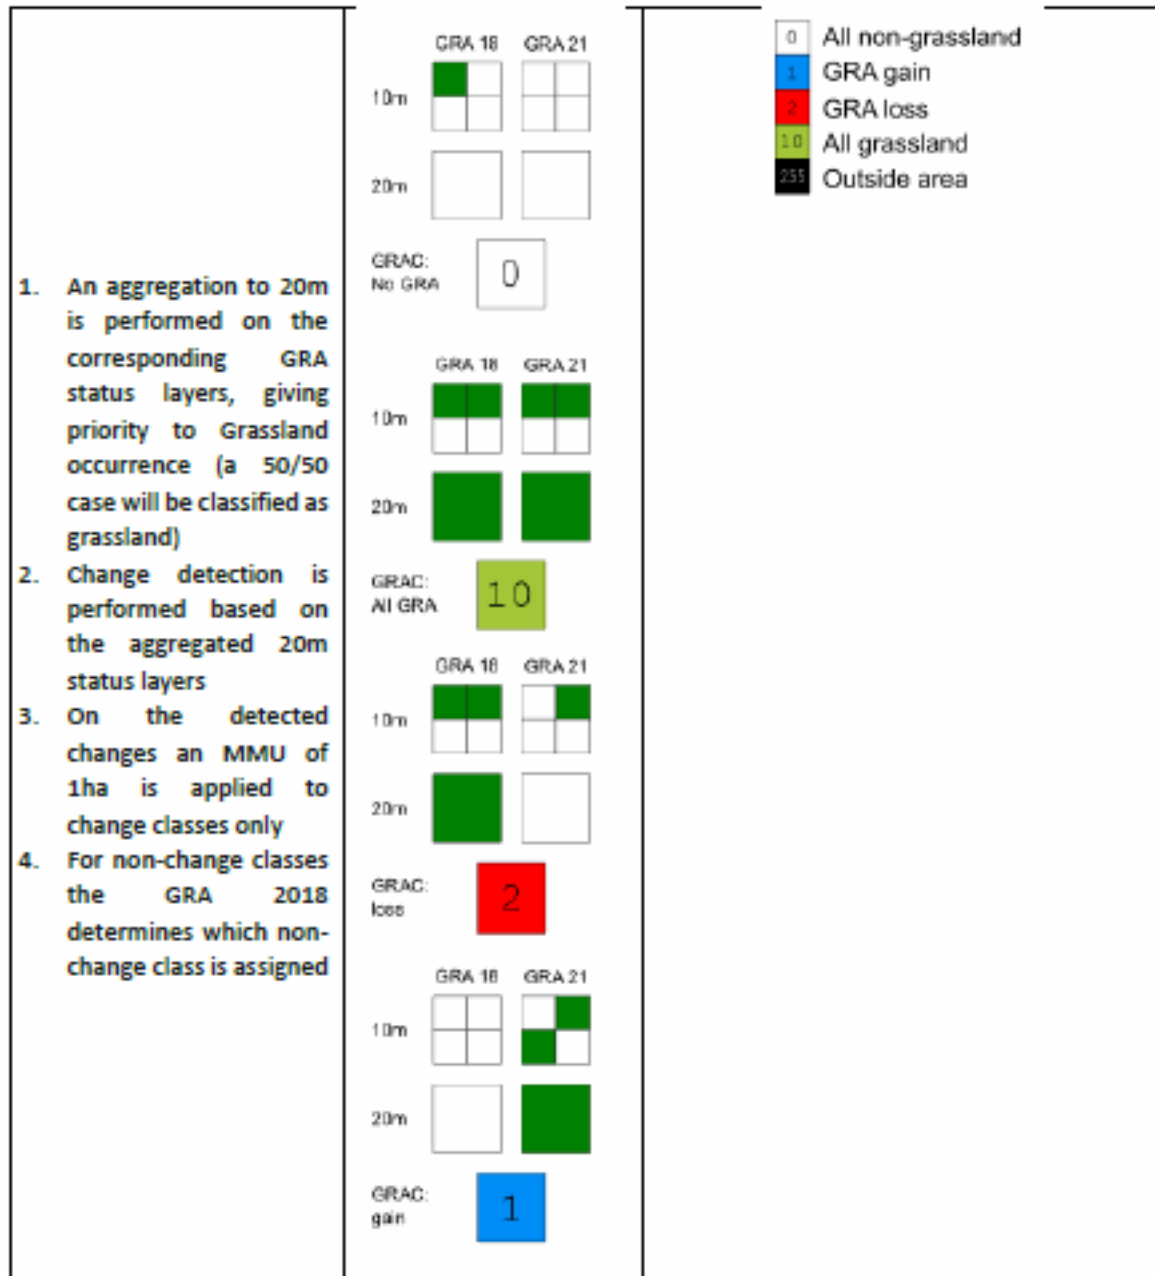 1. An aggregation to 20m
is performed on the
corresponding GRA
status layers, giving
priority to Grassland
occurrence (a 50/50
case will be classified as
grassland)
2. Change detection is
performed based on
the aggregated 20m
status layers
3. On the detected
changes an MMU of
1ha is applied to
change classes only
4. For non-change classes
the GRA 2018
determines which non-
change class is assigned
GRA 18 GRA 21
10m
20m
GRAC:
No GRA
0
GRA 18 GRA 21
10m
20m
GRAC:
All GRA
10
GRA 18 GRA 21
10m
20m
GRAC:
loss
2
GRA 18 GRA 21
10m
20m
GRAC:
gain
1
0 All non-grassland
1 GRA gain
2 GRA loss
10 All grassland
255 Outside area